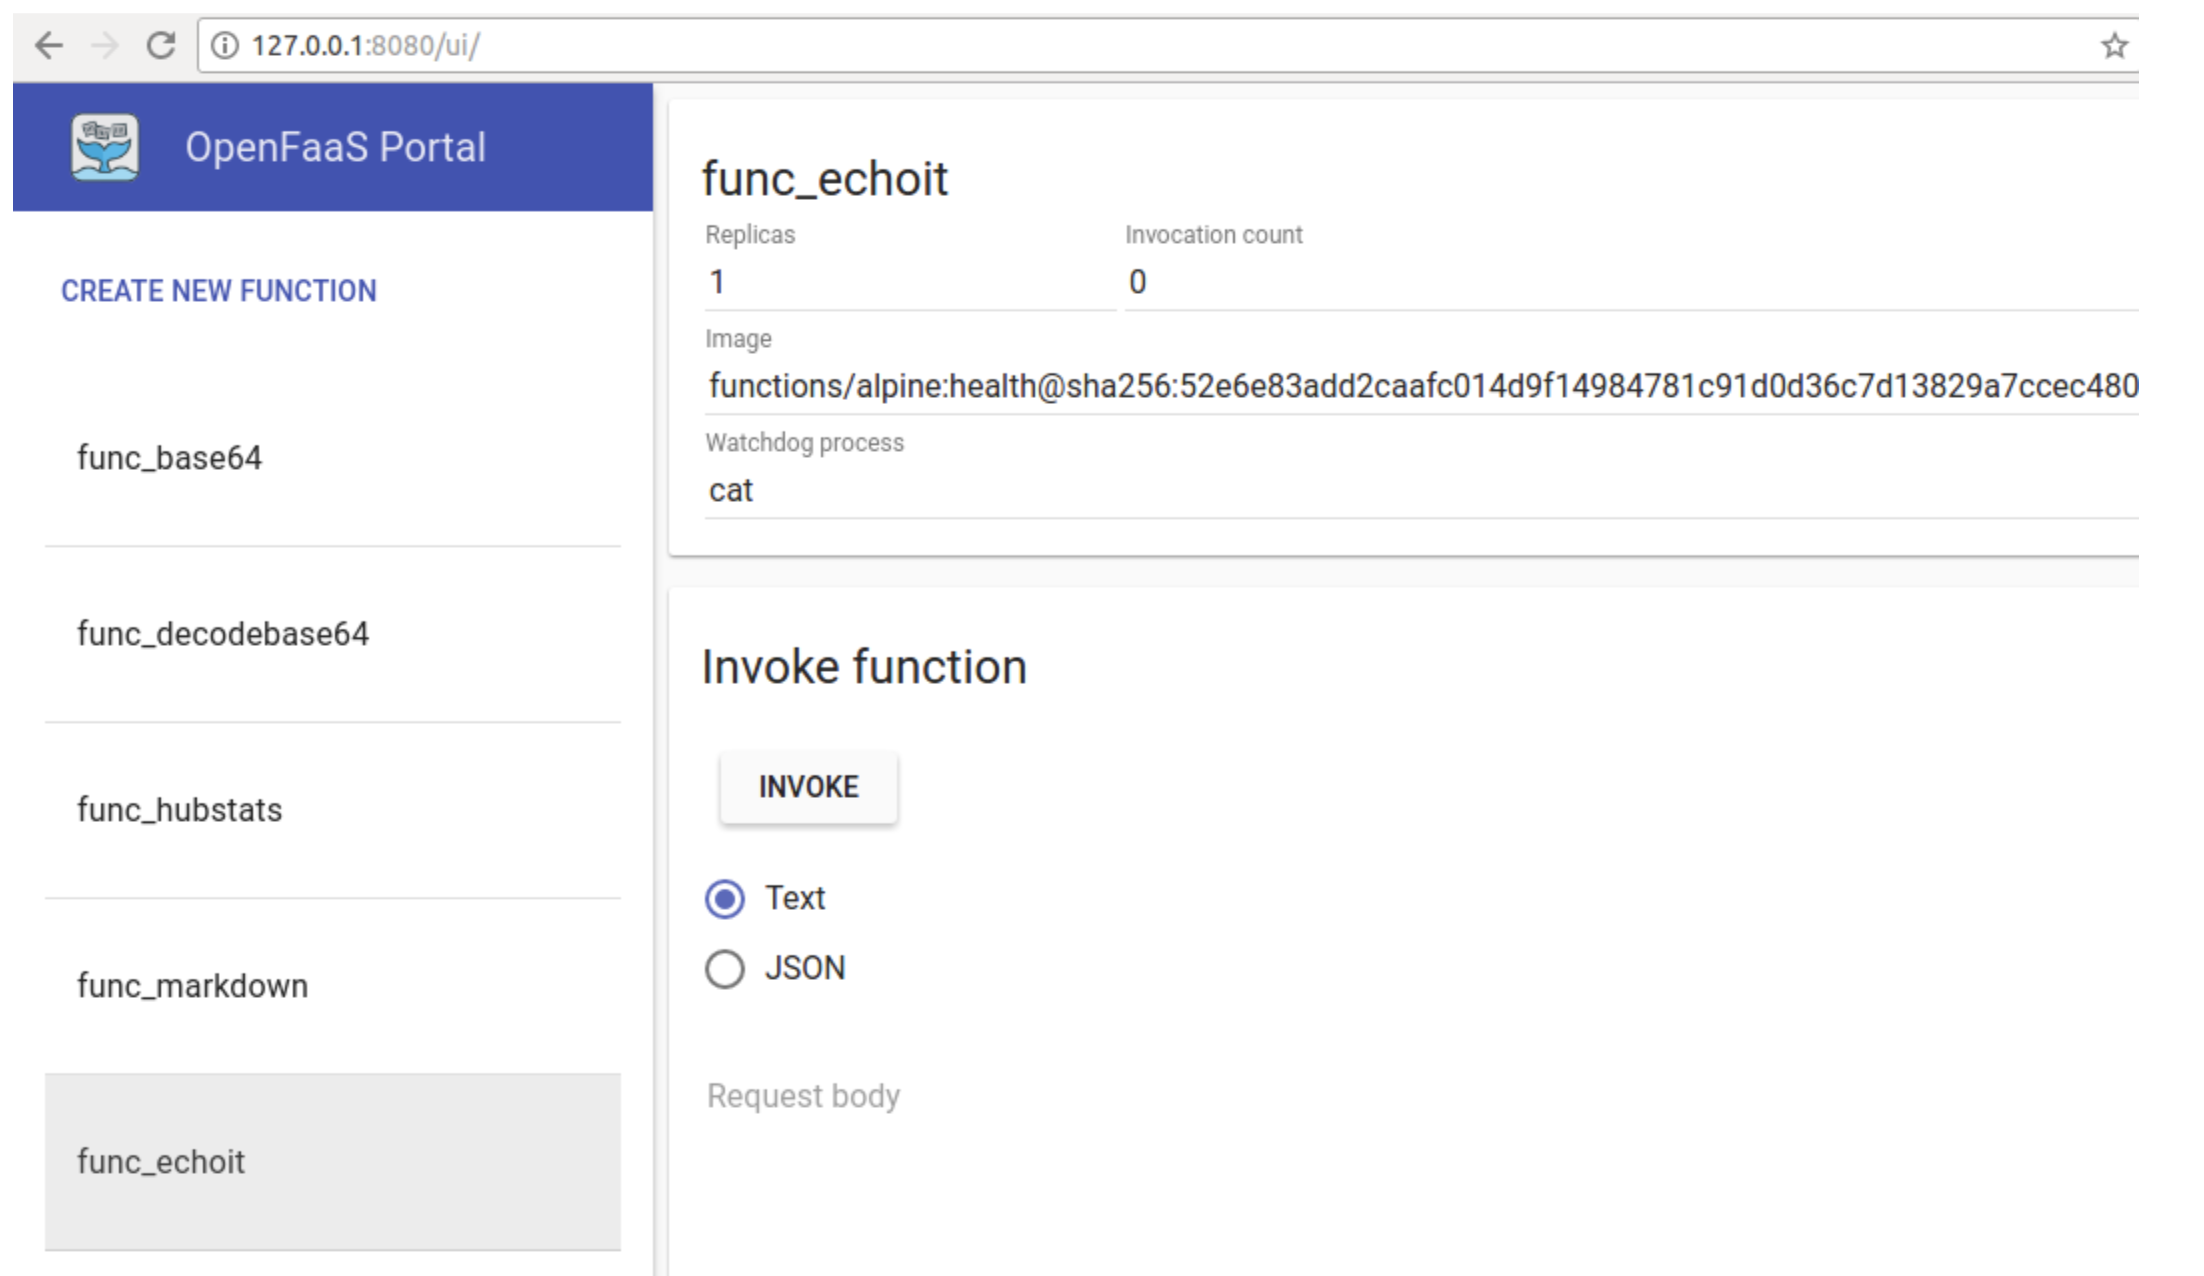 127.0.0.1:8080/ui/
OpenFaaS Portal
CREATE NEW FUNCTION
func_base64
func_decodebase64
func_hubstats
func_markdown
func_echoit
func_echoit
Replicas
1
Invocation count
0
Image
functions/alpine:health@sha256:52e6e83add2caafc014d9f14984781c91d0d36c7d13829a7ccec480
Watchdog process
cat
Invoke function
INVOKE
Text
JSON
Request body